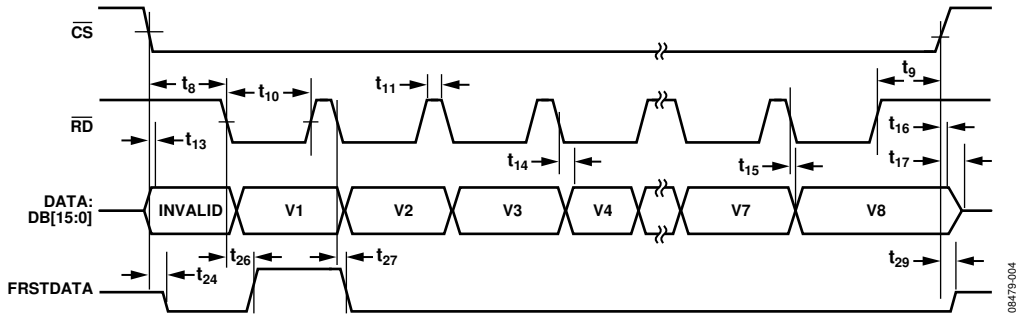 CS
t8
t10
t11
t9
RD
t13
t14
t15
t16
t17
DATA:
DB[15:0]
INVALID
V1
V2
V3
V4
V7
V8
t24
t26
t27
t29
FRSTDATA
08479-004